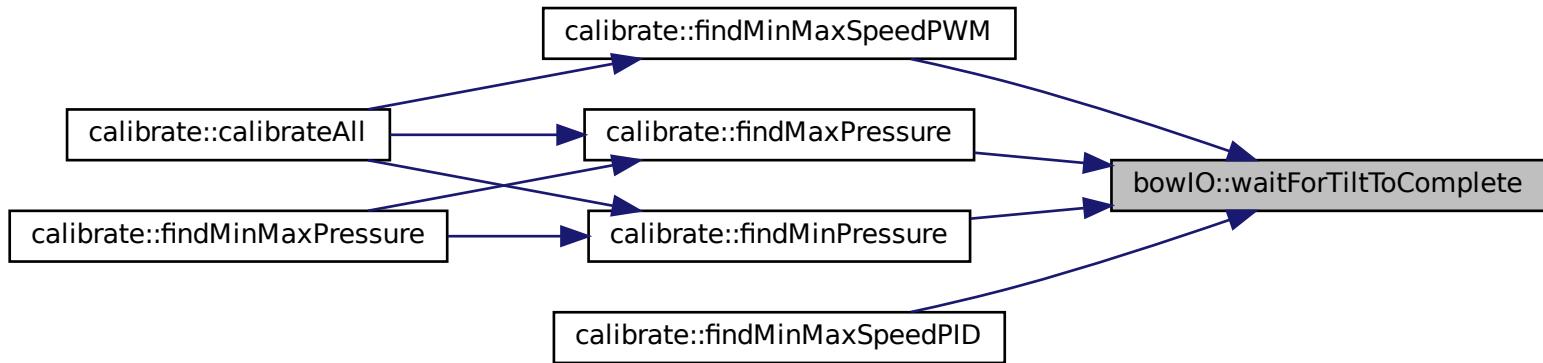 calibrate::findMinMaxSpeedPWM
calibrate::calibrateAll
calibrate::findMaxPressure
bowIO::waitForTiltToComplete
calibrate::findMinMaxPressure
calibrate::findMinPressure
calibrate::findMinMaxSpeedPID